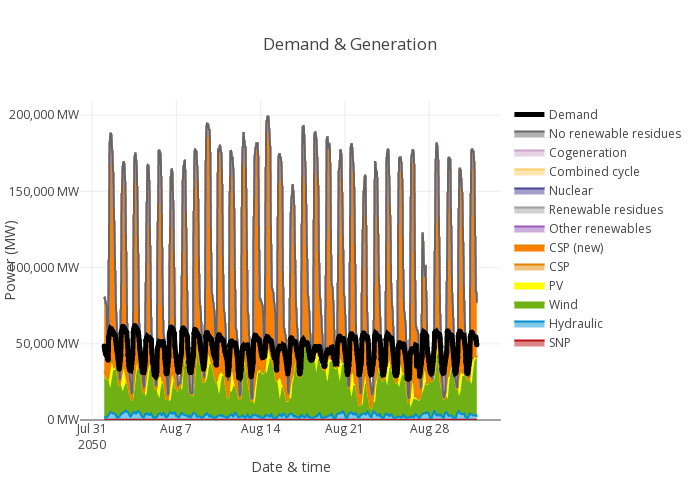 Demand & Generation
200,000 MW
150,000 MW
100,000 MW
50,000 MW
0 MW
Power (MW)
Jul 31
2050
Aug 7
Aug 14
Aug 21
Aug 28
Date & time
Demand
No renewable residues
Cogeneration
Combined cycle
Nuclear
Renewable residues
Other renewables
CSP (new)
CSP
PV
Wind
Hydraulic
SNP